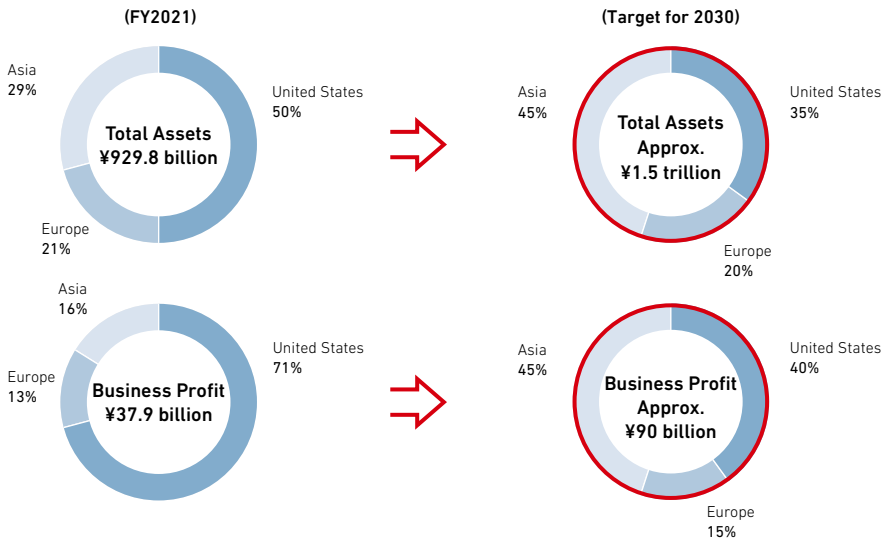 (FY2021)
Asia
29%
United States
50%
Total Assets
¥929.8 billion
Europe
21%
(Target for 2030)
Asia
45%
United States
35%
Total Assets
Approx.
¥1.5 trillion
Europe
20%
Asia
16%
Europe
13%
United States
71%
Business Profit
¥37.9 billion
Asia
45%
United States
40%
Business Profit
Approx.
¥90 billion
Europe
15%